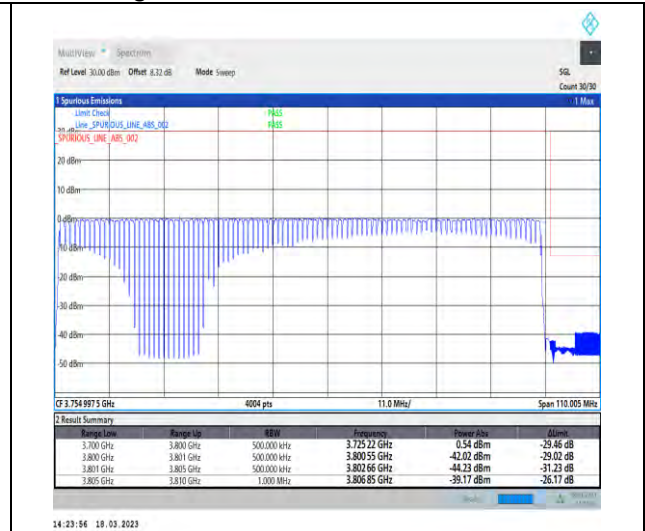 MultiView Spectrum
Ref Level 30.00 dBm Offset 8.32 dB Mode Sweep SGL
Count 30/30
1 Spurious Emissions 1 Max
Limit Check PASS
Line _SPURIOUS_LINE_ABS_002 PASS
_SPURIOUS_LINE_ABS_002
20 dBm
10 dBm
0 dBm
-10 dBm
-20 dBm
-30 dBm
-40 dBm
-50 dBm
CF 3.754 997 5 GHz 4004 pts 11.0 MHz/ Span 110.005 MHz
2 Result Summary
Range Low Range Up RBW Frequency Power Abs ΔLimit
3.700 GHz 3.800 GHz 500.000 kHz 3.725 22 GHz 0.54 dBm -29.46 dB
3.800 GHz 3.801 GHz 500.000 kHz 3.800 55 GHz -42.02 dBm -29.02 dB
3.801 GHz 3.805 GHz 500.000 kHz 3.802 66 GHz -44.23 dBm -31.23 dB
3.805 GHz 3.810 GHz 1.000 MHz 3.806 85 GHz -39.17 dBm -26.17 dB
14:23:56 18.03.2023